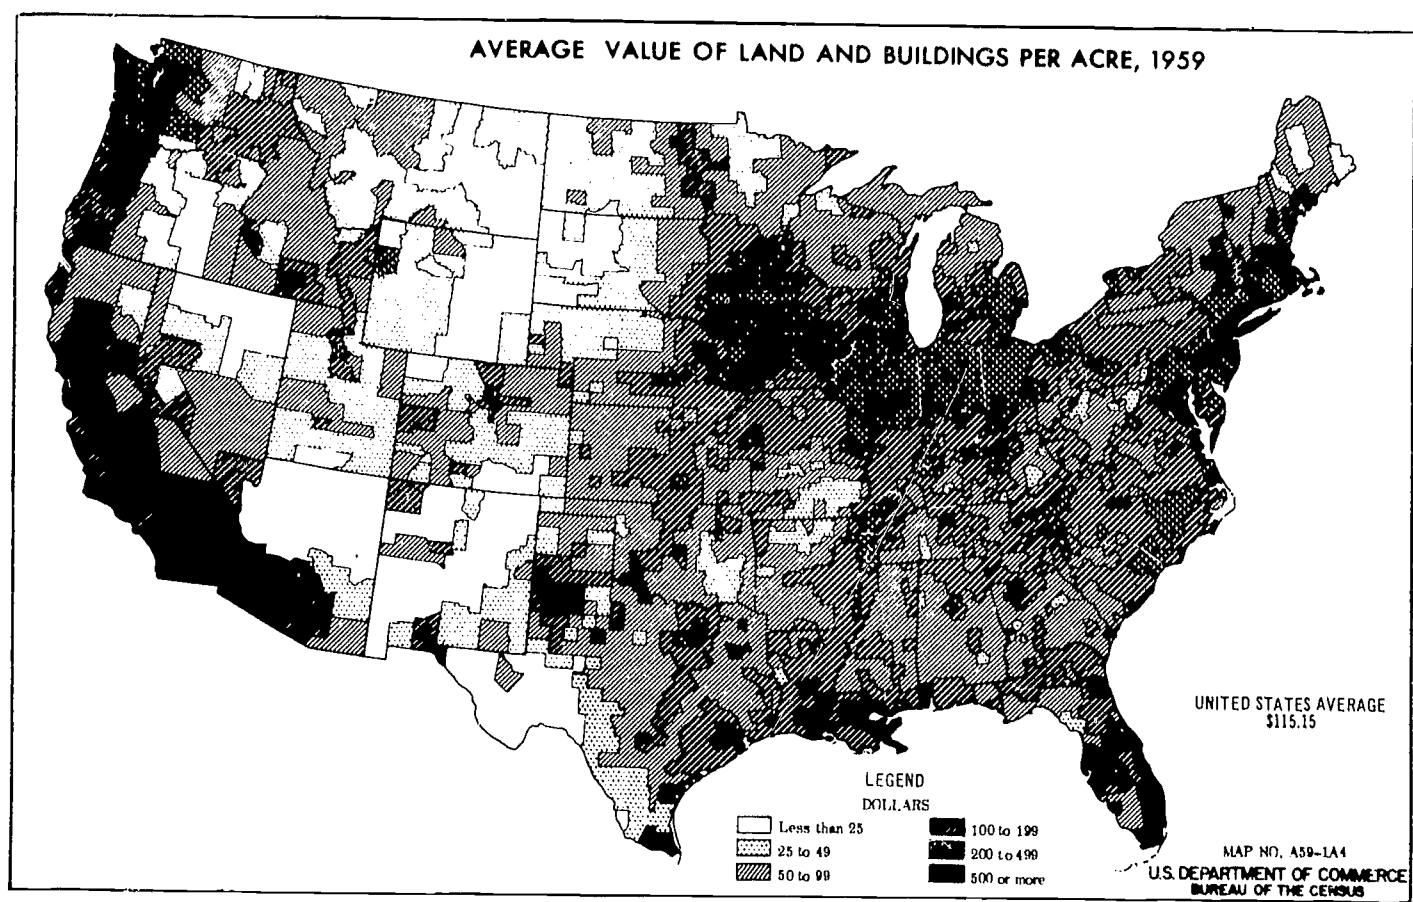 AVERAGE VALUE OF LAND AND BUILDINGS PER ACRE, 1959
UNITED STATES AVERAGE
$115.15
LEGEND
DOLLARS
Less than 25
25 to 49
50 to 99
100 to 199
200 to 499
500 or more
MAP NO. A59-1A4
U.S. DEPARTMENT OF COMMERCE
BUREAU OF THE CENSUS